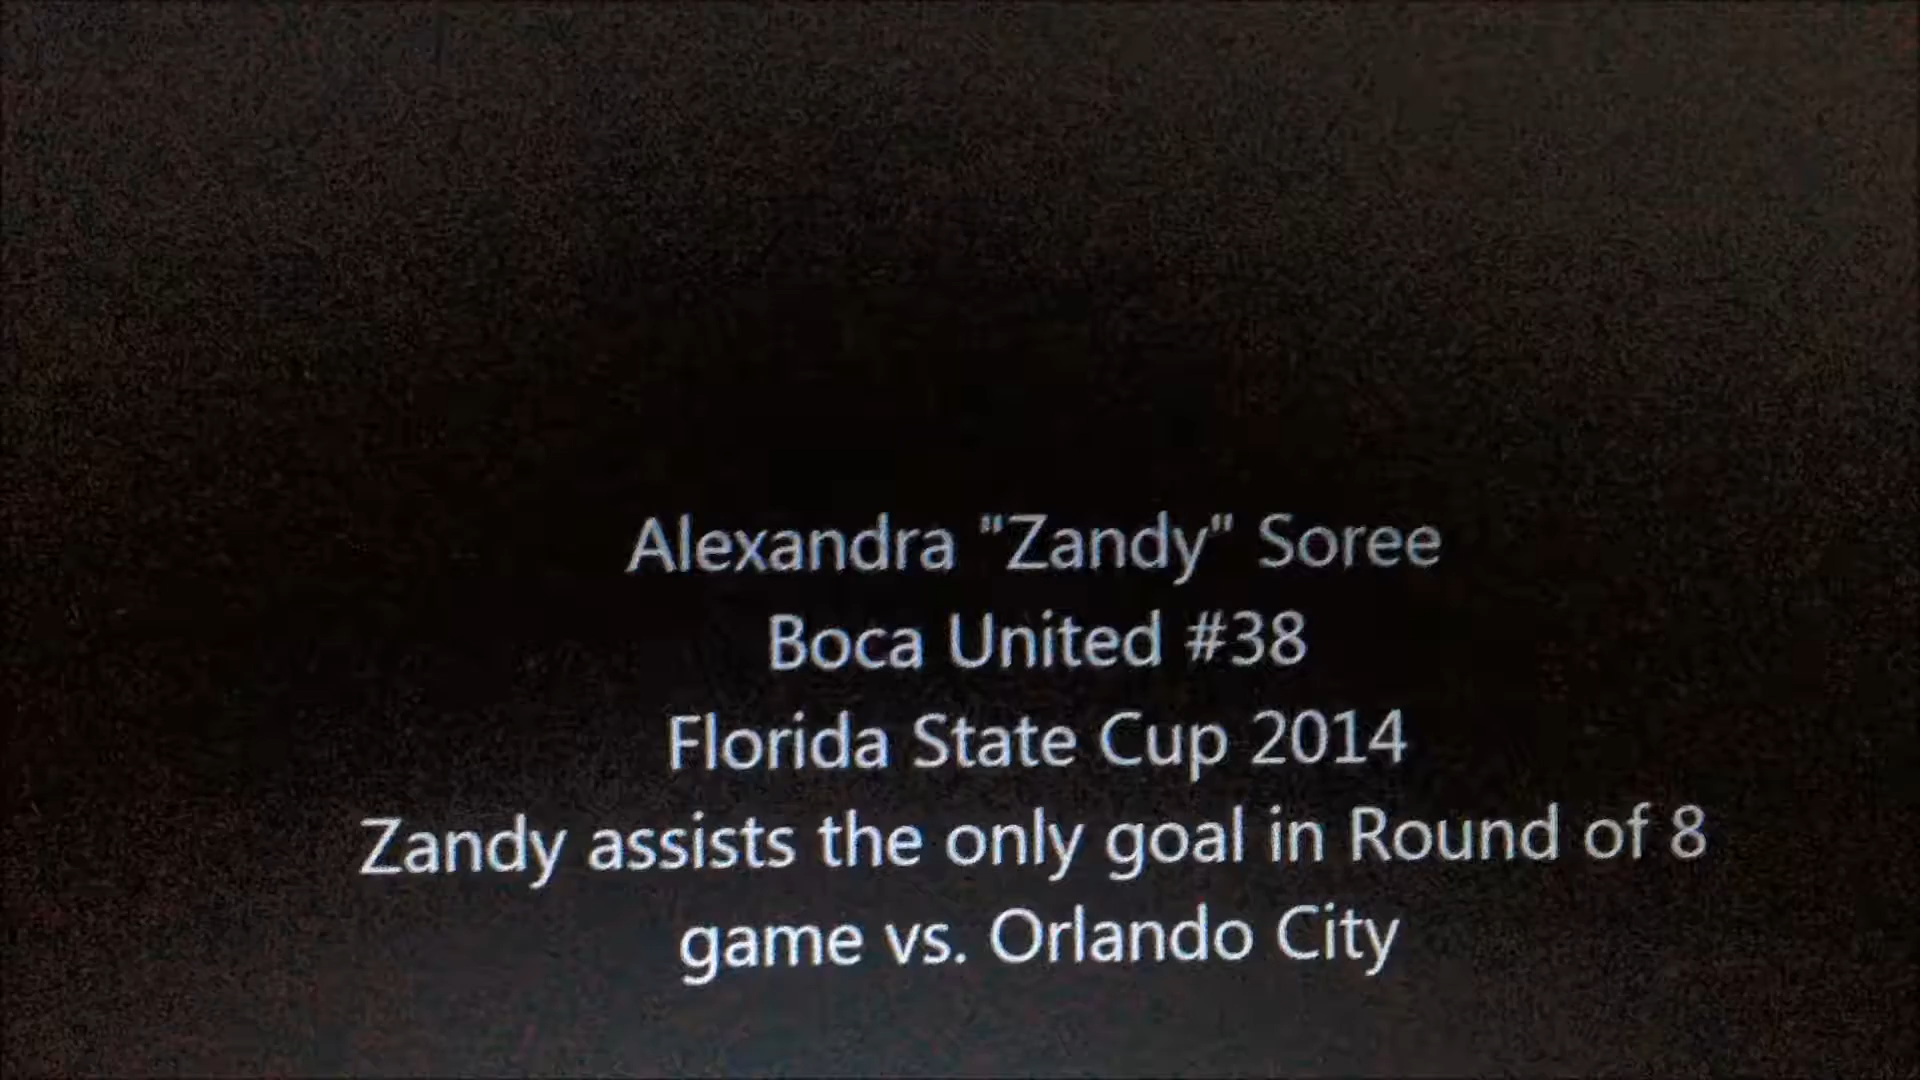 Alexandra "Zandy" Soree
Boca United #38
Florida State Cup 2014
Zandy assists the only goal in Round of 8
game vs. Orlando City